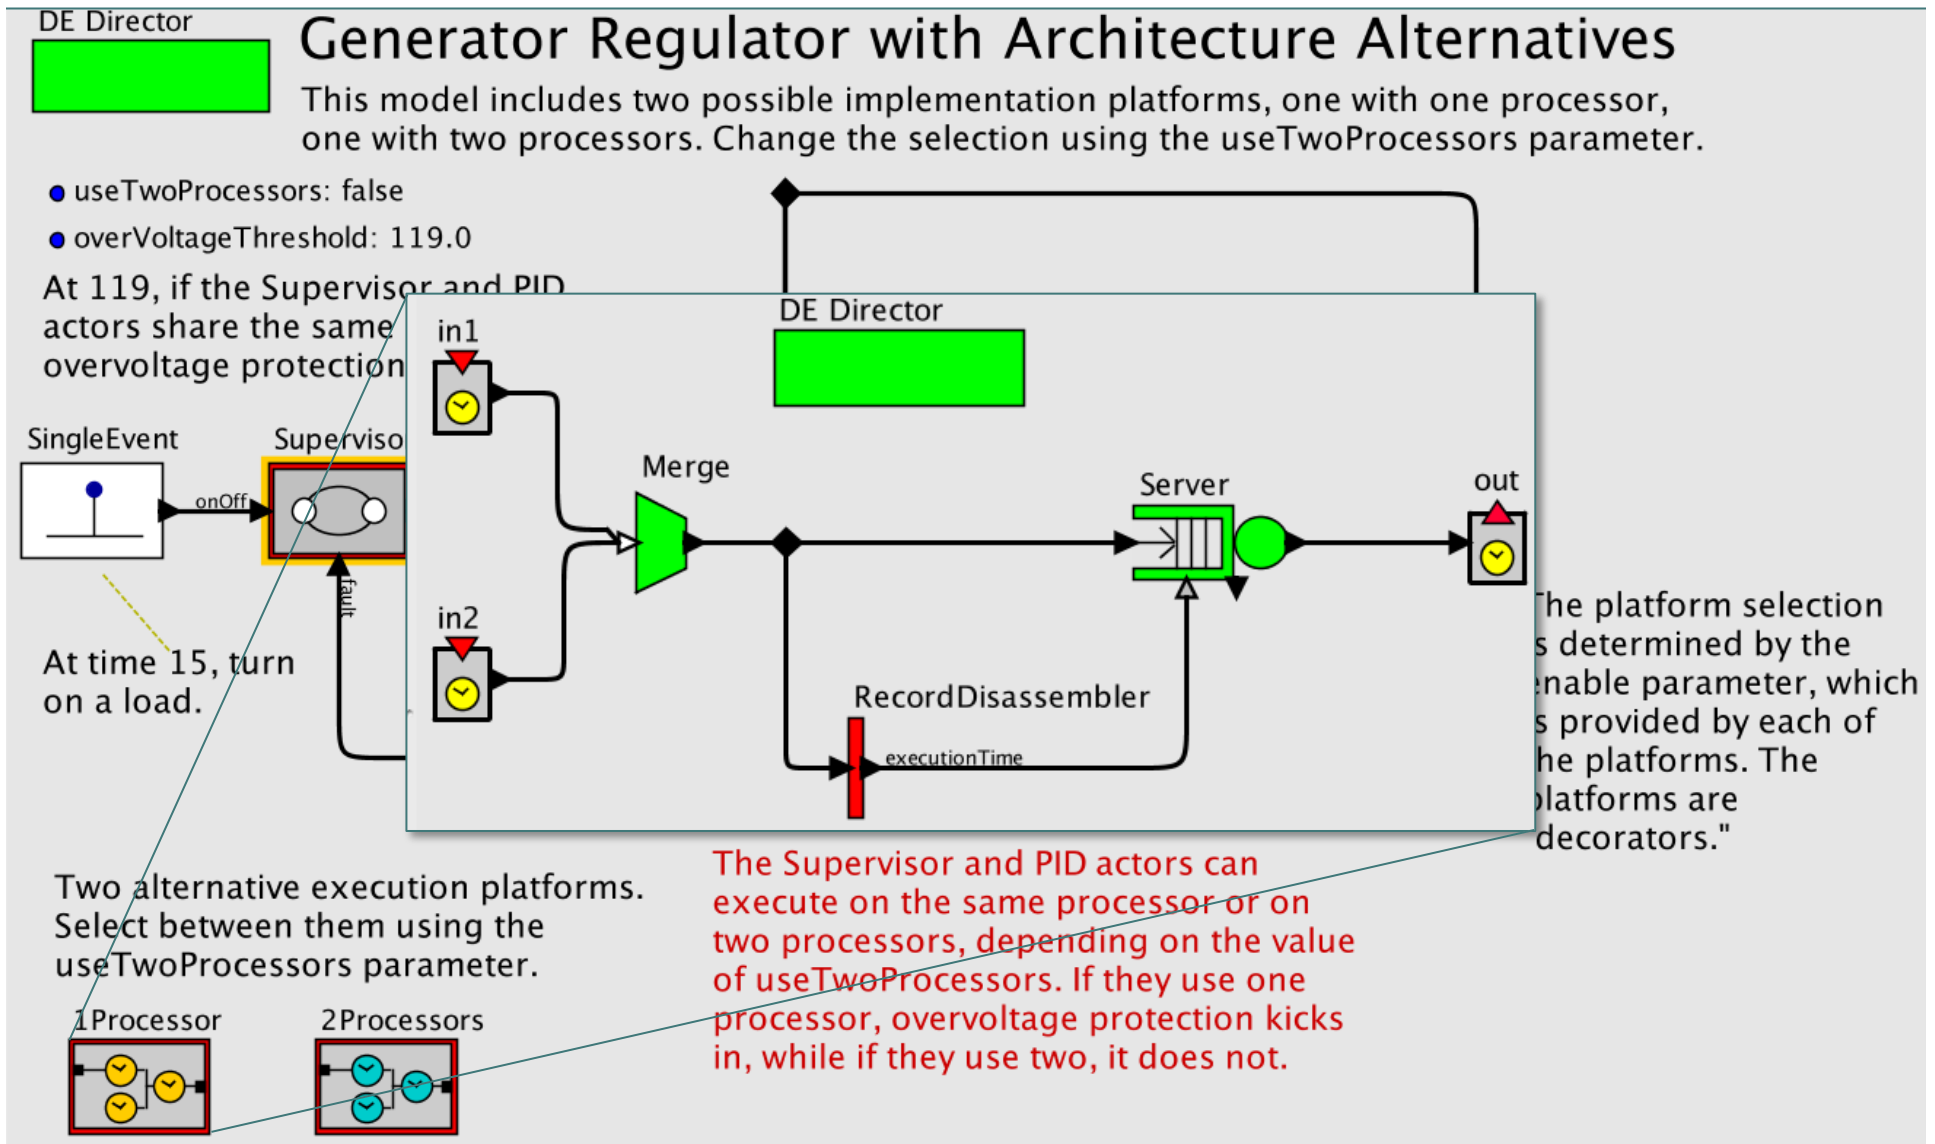 DE Director
Generator Regulator with Architecture Alternatives
This model includes two possible implementation platforms, one with one processor,
one with two processors. Change the selection using the useTwoProcessors parameter.
useTwoProcessors: false
overVoltageThreshold: 119.0
At 119, if the Supervisor and PID
actors share the same
overvoltage protection
SingleEvent
onOff
fault
At time 15, turn
on a load.
DE Director
in1
Merge
Server
out
in2
RecordDisassembler
executionTime
The platform selection
determined by the
parameter, which
provided by each of
platforms. The
are
decorators."
Two alternative execution platforms.
Select between them using the
useTwoProcessors parameter.
1Processor
2Processors
The Supervisor and PID actors can
execute on the same processor or on
two processors, depending on the value
of useTwoProcessors. If they use one
processor, overvoltage protection kicks
in, while if they use two, it does not.